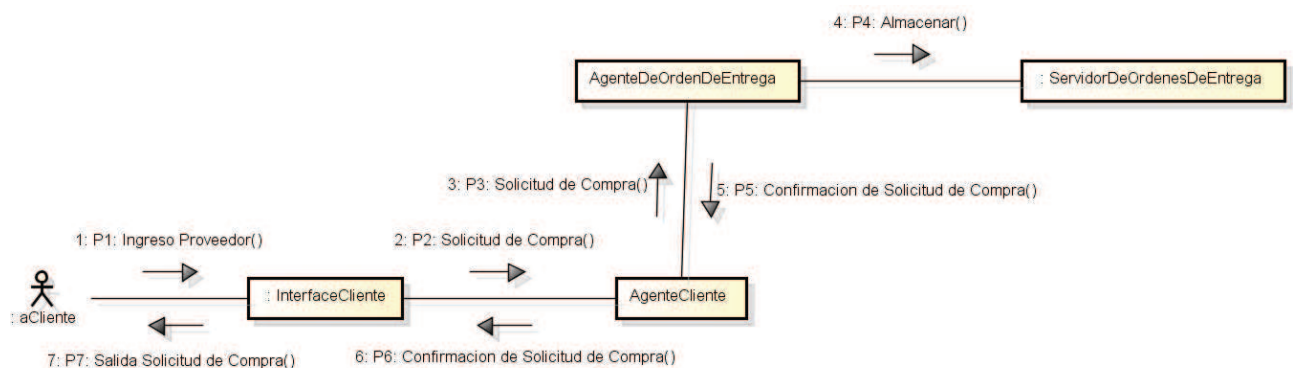 4: P4: Almacenar()
AgenteDeOrdenDeEntrega
: ServidorDeOrdenesDeEntrega
3: P3: Solicitud de Compra()
5: P5: Confirmacion de Solicitud de Compra()
1: P1: Ingreso Proveedor()
2: P2: Solicitud de Compra()
: InterfaceCliente
AgenteCliente
: aCliente
7: P7: Salida Solicitud de Compra()
6: P6: Confirmacion de Solicitud de Compra()